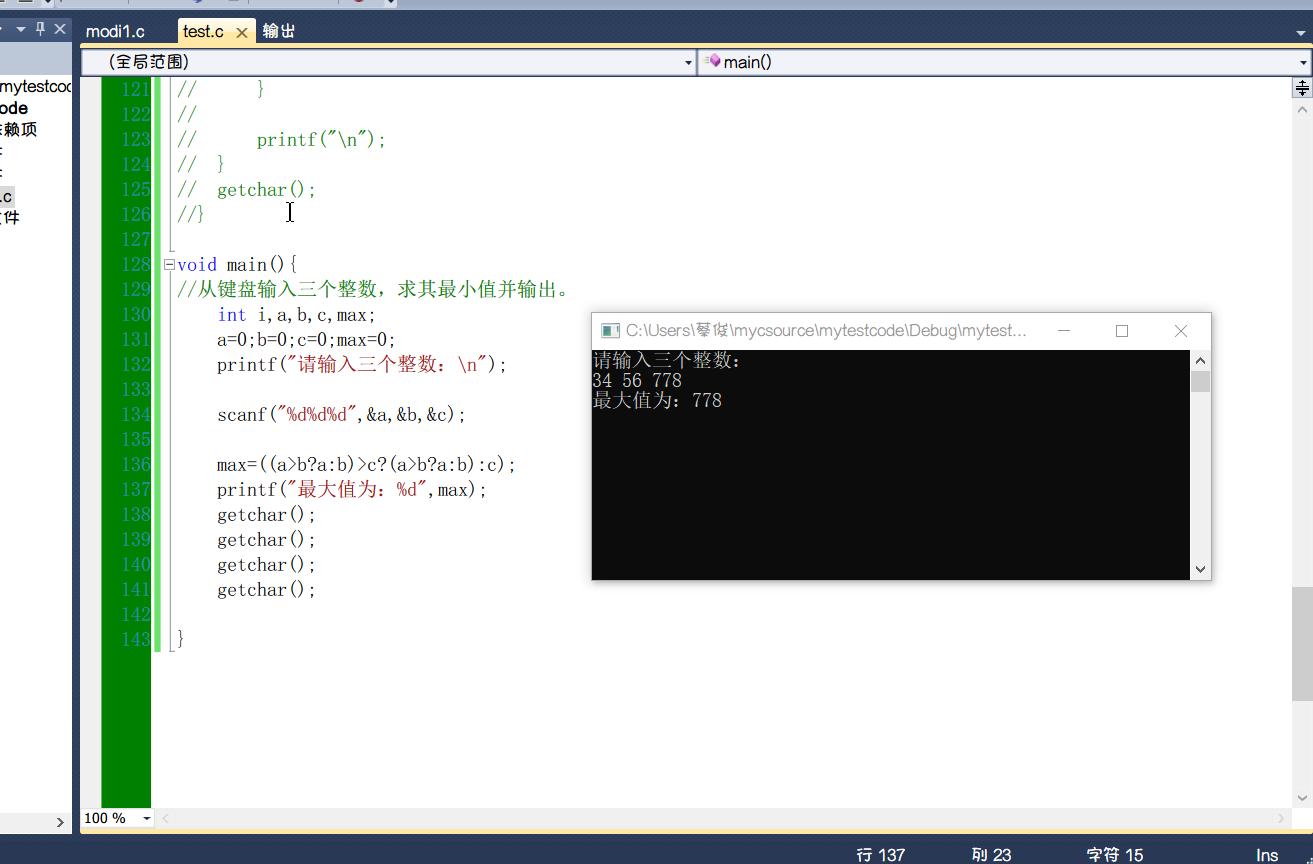 modi1.c
test.c
输出
(全局范围)
main()
mytestcod
ode
赖项
.c
件
121 //      }
122 //
123 //      printf("\n");
124 //  }
125 //  getchar();
126 //}
127
128 void main(){
129 //从键盘输入三个整数，求其最小值并输出。
130     int i,a,b,c,max;
131     a=0;b=0;c=0;max=0;
132     printf("请输入三个整数：\n");
133
134     scanf("%d%d%d",&a,&b,&c);
135
136     max=((a>b?a:b)>c?(a>b?a:b):c);
137     printf("最大值为：%d",max);
138     getchar();
139     getchar();
140     getchar();
141     getchar();
142
143 }
C:\Users\蔡俊\mycsource\mytestcode\Debug\mytest...
请输入三个整数：
34 56 778
最大值为：778
100 %
行 137
列 23
字符 15
Ins